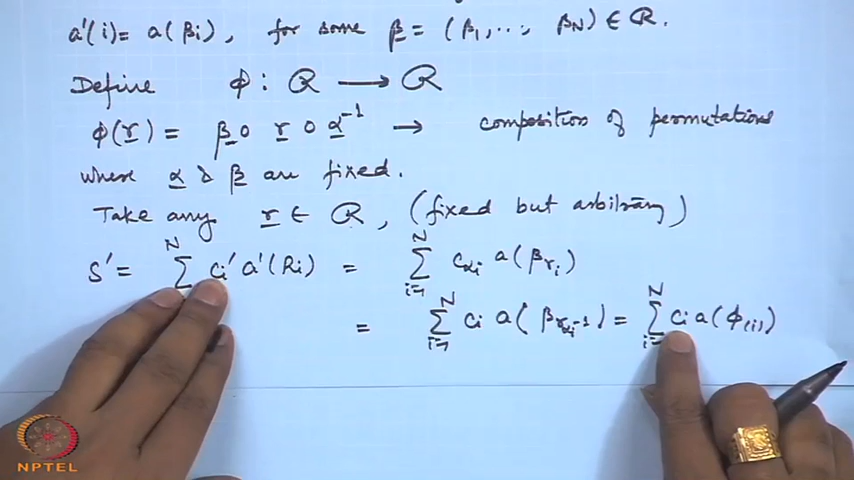 a'(i) = a(βi), for some β = (β1, ..., βN) ∈ R.
Define φ : R → R
φ(r) = β o r o α^-1 → composition of permutations
where α & β are fixed.
Take any r ∈ R, (fixed but arbitrary)
S' = N Σ ci' a'(Ri) = N Σ i=1 cαi a(βri)
= N Σ i=1 ci a(βrαi^-1) = N Σ i= ci a(φ(i))
NPTEL